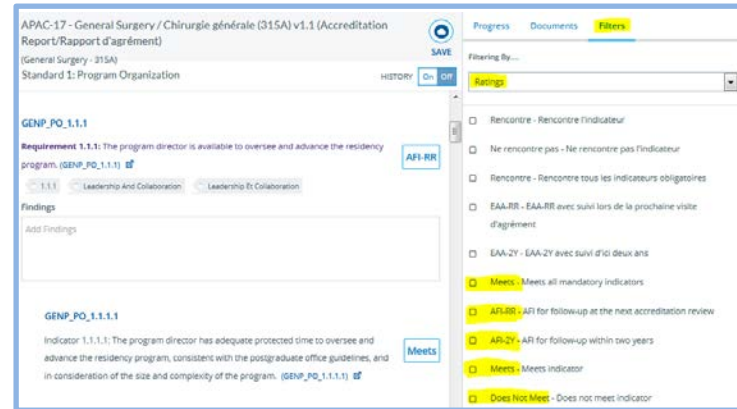 APAC-17 - General Surgery / Chirurgie générale (315A) v1.1 (Accreditation
Report/Rapport d'agrément)
(General Surgery - 315A)
Standard 1: Program Organization
SAVE
HISTORY On Off
GENP_PO_1.1.1
Requirement 1.1.1: The program director is available to oversee and advance the residency
program. (GENP_PO_1.1.1)
AFI-RR
1.1.1 Leadership And Collaboration Leadership Et Collaboration
Findings
Add Findings
GENP_PO_1.1.1.1
Indicator 1.1.1.1: The program director has adequate protected time to oversee and
advance the residency program, consistent with the postgraduate office guidelines, and
in consideration of the size and complexity of the program. (GENP_PO_1.1.1.1)
Meets
Progress Documents Filters
Filtering By....
Ratings
Rencontre - Rencontre l'indicateur
Ne rencontre pas - Ne rencontre pas l'indicateur
Rencontre - Rencontre tous les indicateurs obligatoires
EAA-RR - EAA-RR avec suivi lors de la prochaine visite
d'agrément
EAA-2Y - EAA-2Y avec suivi d'ici deux ans
Meets - Meets all mandatory indicators
AFI-RR - AFI for follow-up at the next accreditation review
AFI-2Y - AFI for follow-up within two years
Meets - Meets indicator
Does Not Meet - Does not meet indicator